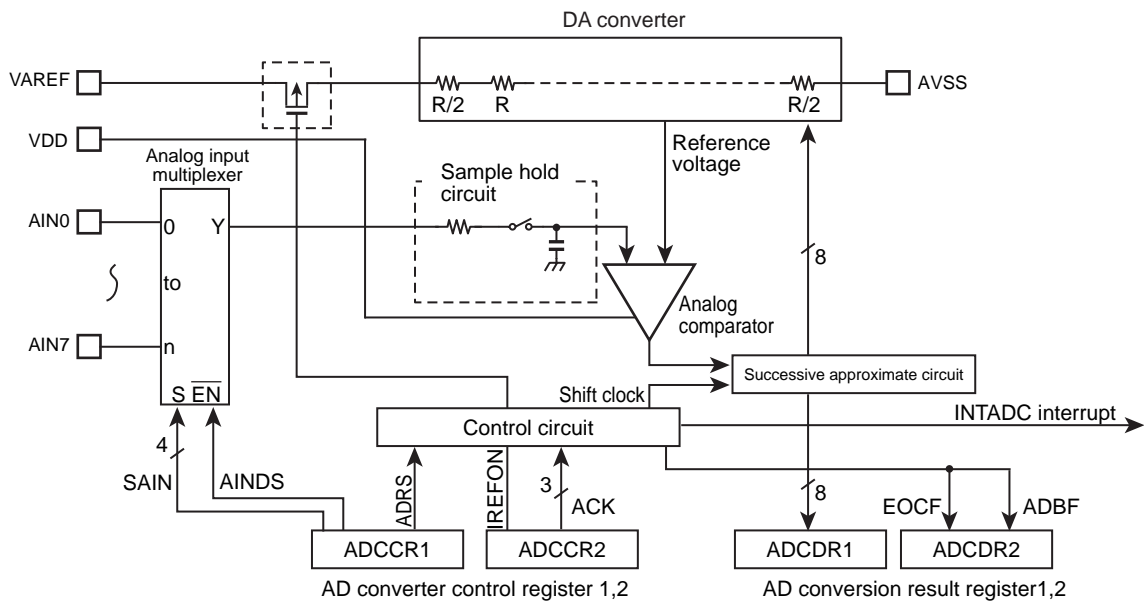 DA converter
VAREF
R/2
R
R/2
AVSS
VDD
Reference
voltage
Analog input
multiplexer
Sample hold
circuit
AIN0
0
Y
to
8
Analog
comparator
AIN7
n
S EN
Successive approximate circuit
Shift clock
INTADC interrupt
Control circuit
4
SAIN
AINDS
ADRS
IREFON
3
ACK
8
EOCF
ADBF
ADCCR1
ADCCR2
ADCDR1
ADCDR2
AD converter control register 1,2
AD conversion result register1,2